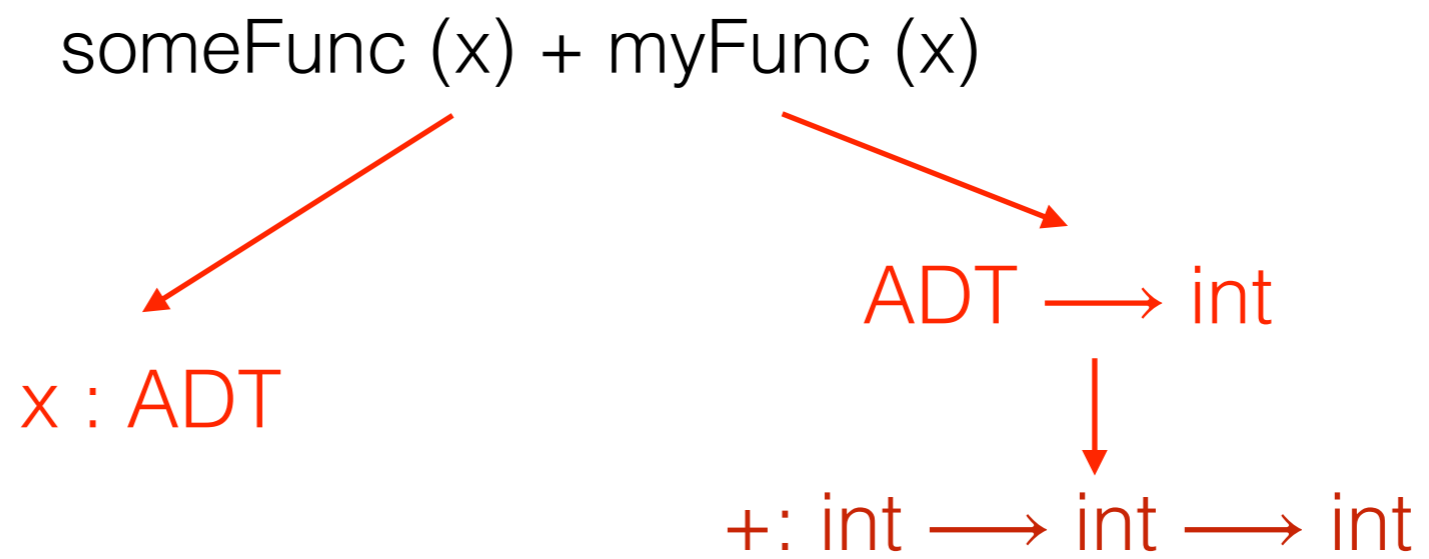 someFunc (x) + myFunc (x)
ADT ⟶ int
x : ADT
+: int ⟶ int ⟶ int